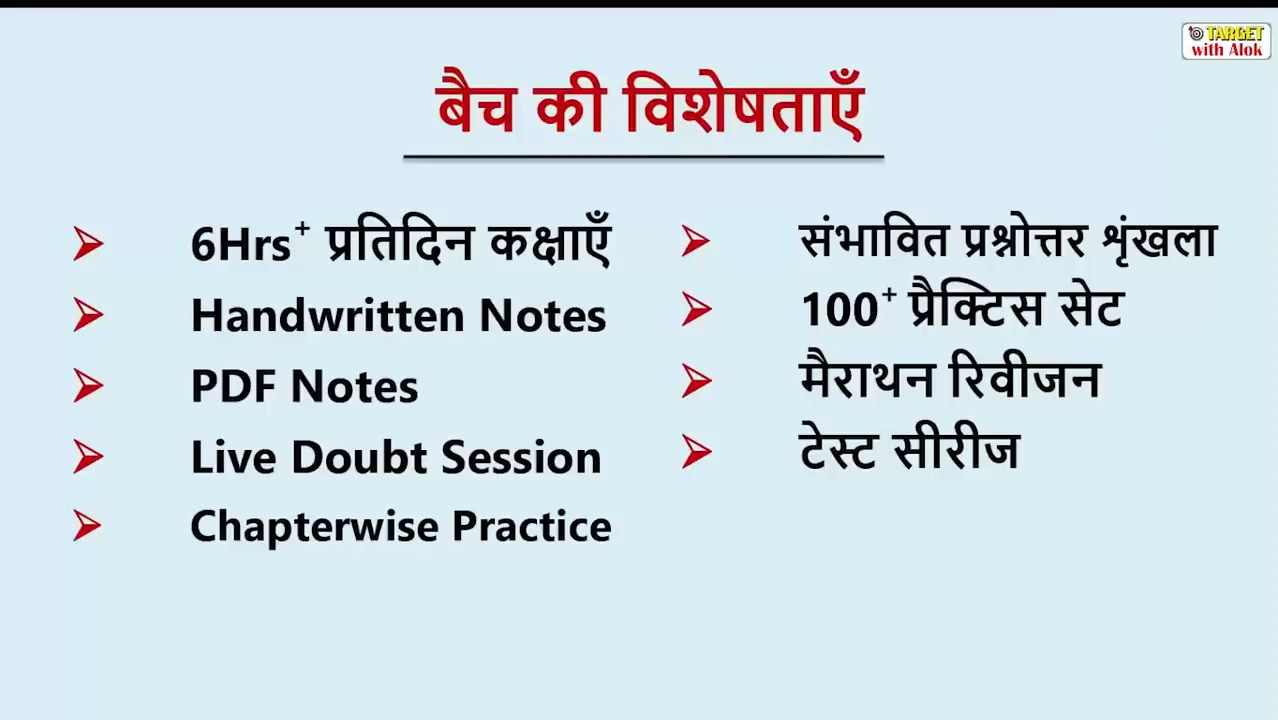 TARGET
with Alok
बैच की विशेषताएँ
➢ 6Hrs⁺ प्रतिदिन कक्षाएँ
➢ Handwritten Notes
➢ PDF Notes
➢ Live Doubt Session
➢ Chapterwise Practice
➢ संभावित प्रश्नोत्तर शृंखला
➢ 100⁺ प्रैक्टिस सेट
➢ मैराथन रिवीजन
➢ टेस्ट सीरीज